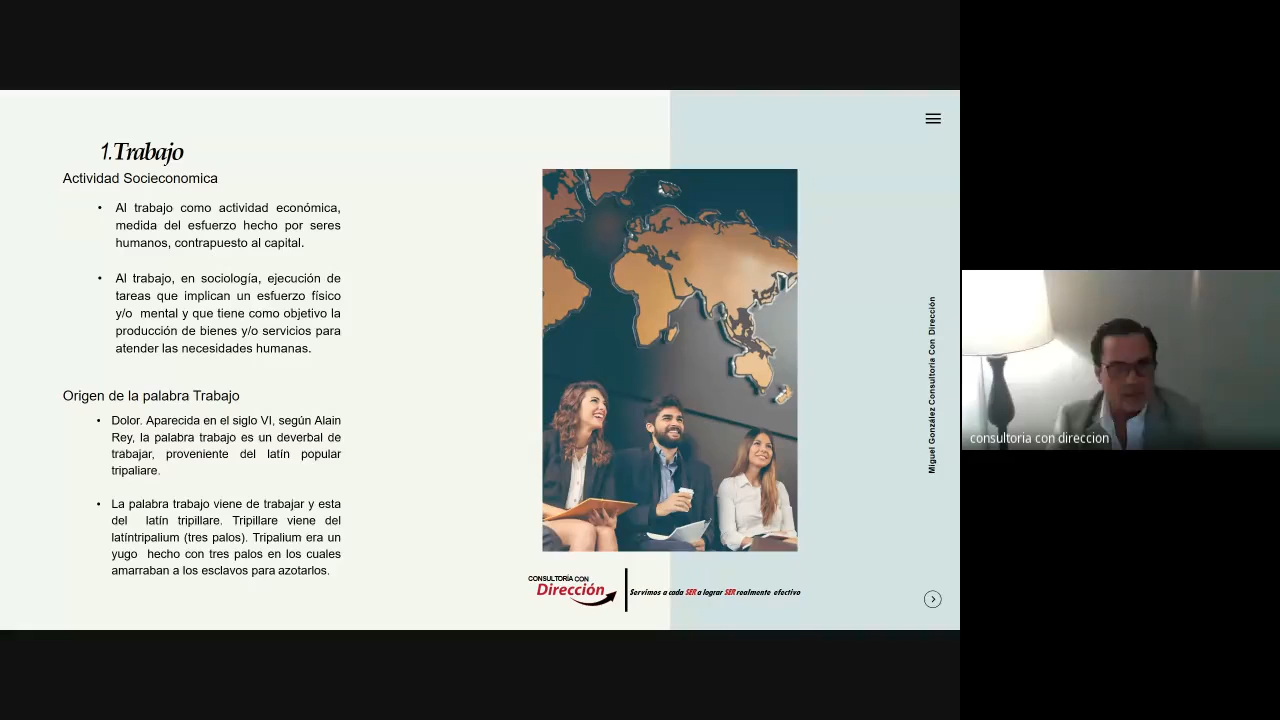 1.Trabajo
Actividad Socieconomica
• Al trabajo como actividad económica,
medida del esfuerzo hecho por seres
humanos, contrapuesto al capital.
• Al trabajo, en sociología, ejecución de
tareas que implican un esfuerzo físico
y/o mental y que tiene como objetivo la
producción de bienes y/o servicios para
atender las necesidades humanas.
Origen de la palabra Trabajo
• Dolor. Aparecida en el siglo VI, según Alain
Rey, la palabra trabajo es un deverbal de
trabajar, proveniente del latín popular
tripaliare.
• La palabra trabajo viene de trabajar y esta
del latín tripillare. Tripillare viene del
latíntripalium (tres palos). Tripalium era un
yugo hecho con tres palos en los cuales
amarraban a los esclavos para azotarlos.
CONSULTORÍA CON
Dirección
Servimos a cada SER a lograr SER realmente efectivo
Miguel González Consultoría Con Dirección
consultoria con direccion